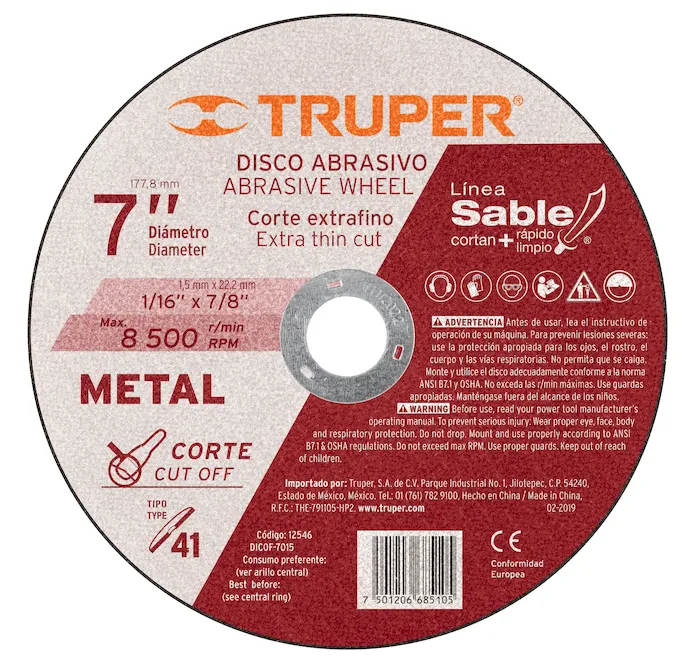 TRUPER®
DISCO ABRASIVO
ABRASIVE WHEEL
Corte extrafino
Extra thin cut
177,8 mm
7"
Diámetro
Diameter
1,5 mm x 22,2 mm
1/16" x 7/8"
Max. 8 500 r/min
RPM
METAL
CORTE
CUT OFF
TIPO
TYPE
41
Línea
Sable
cortan + rápido
limpio
®
ADVERTENCIA Antes de usar, lea el instructivo de
operación de su máquina. Para prevenir lesiones severas:
use la protección apropiada para los ojos, el rostro, el
cuerpo y las vías respiratorias. No permita que se caiga.
Monte y utilice el disco adecuadamente conforme a la norma
ANSI B7.1 y OSHA. No exceda las r/min máximas. Use guardas
apropiadas. Manténgase fuera del alcance de los niños.
WARNING Before use, read your power tool manufacturer's
operating manual. To prevent serious injury: Wear proper eye, face, body
and respiratory protection. Do not drop. Mount and use properly according to ANSI
B7.1 & OSHA regulations. Do not exceed max RPM. Use proper guards. Keep out of reach
of children.
Importado por: Truper, S.A. de C.V. Parque Industrial No. 1, Jilotepec, C.P. 54240,
Estado de México, México. Tel.: 01 (761) 782 9100, Hecho en China / Made in China,
R.F.C.: THE-791105-HP2. www.truper.com
02-2019
Código: 12546
DICOF-7015
Consumo preferente:
(ver arillo central)
Best before:
(see central ring)
7 501206 685105
CE
Conformidad
Europea